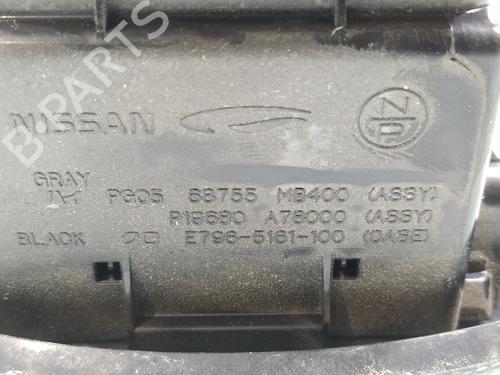 B-PARTS
NISSAN
N P
GRAY PG05 68755 MB400 (ASSY)
P19690 A78000 (ASSY)
BLACK E796-5161-100 (CASE)